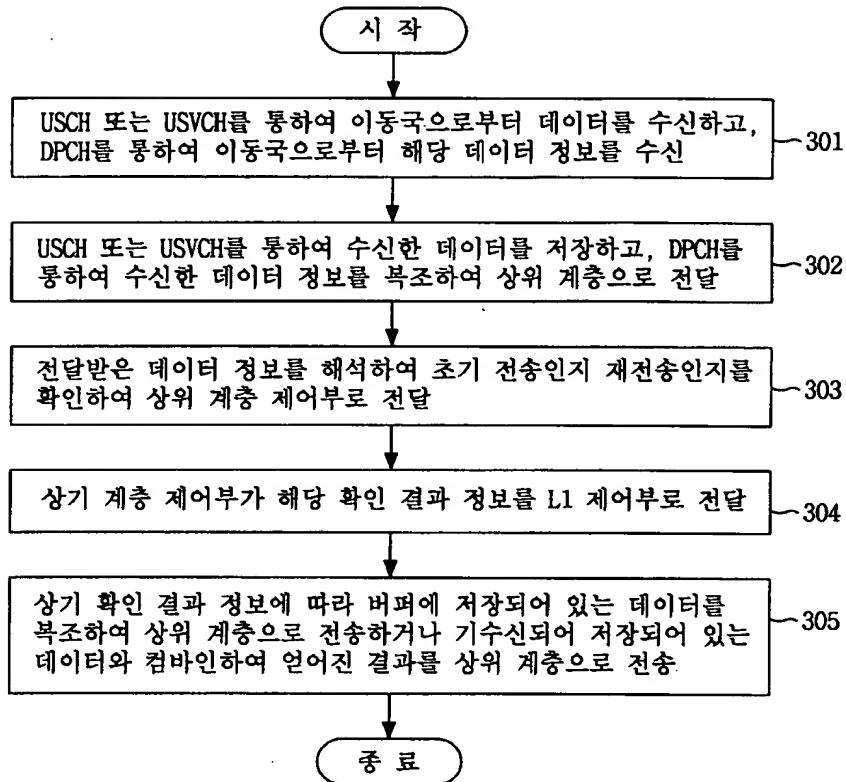 시 작
USCH 또는 USVCH를 통하여 이동국으로부터 데이터를 수신하고,
DPCH를 통하여 이동국으로부터 해당 데이터 정보를 수신
301
USCH 또는 USVCH를 통하여 수신한 데이터를 저장하고, DPCH를
통하여 수신한 데이터 정보를 복조하여 상위 계층으로 전달
302
전달받은 데이터 정보를 해석하여 초기 전송인지 재전송인지를
확인하여 상위 계층 제어부로 전달
303
상기 계층 제어부가 해당 확인 결과 정보를 L1 제어부로 전달
304
상기 확인 결과 정보에 따라 버퍼에 저장되어 있는 데이터를
복조하여 상위 계층으로 전송하거나 기수신되어 저장되어 있는
데이터와 컴바인하여 얻어진 결과를 상위 계층으로 전송
305
종 료